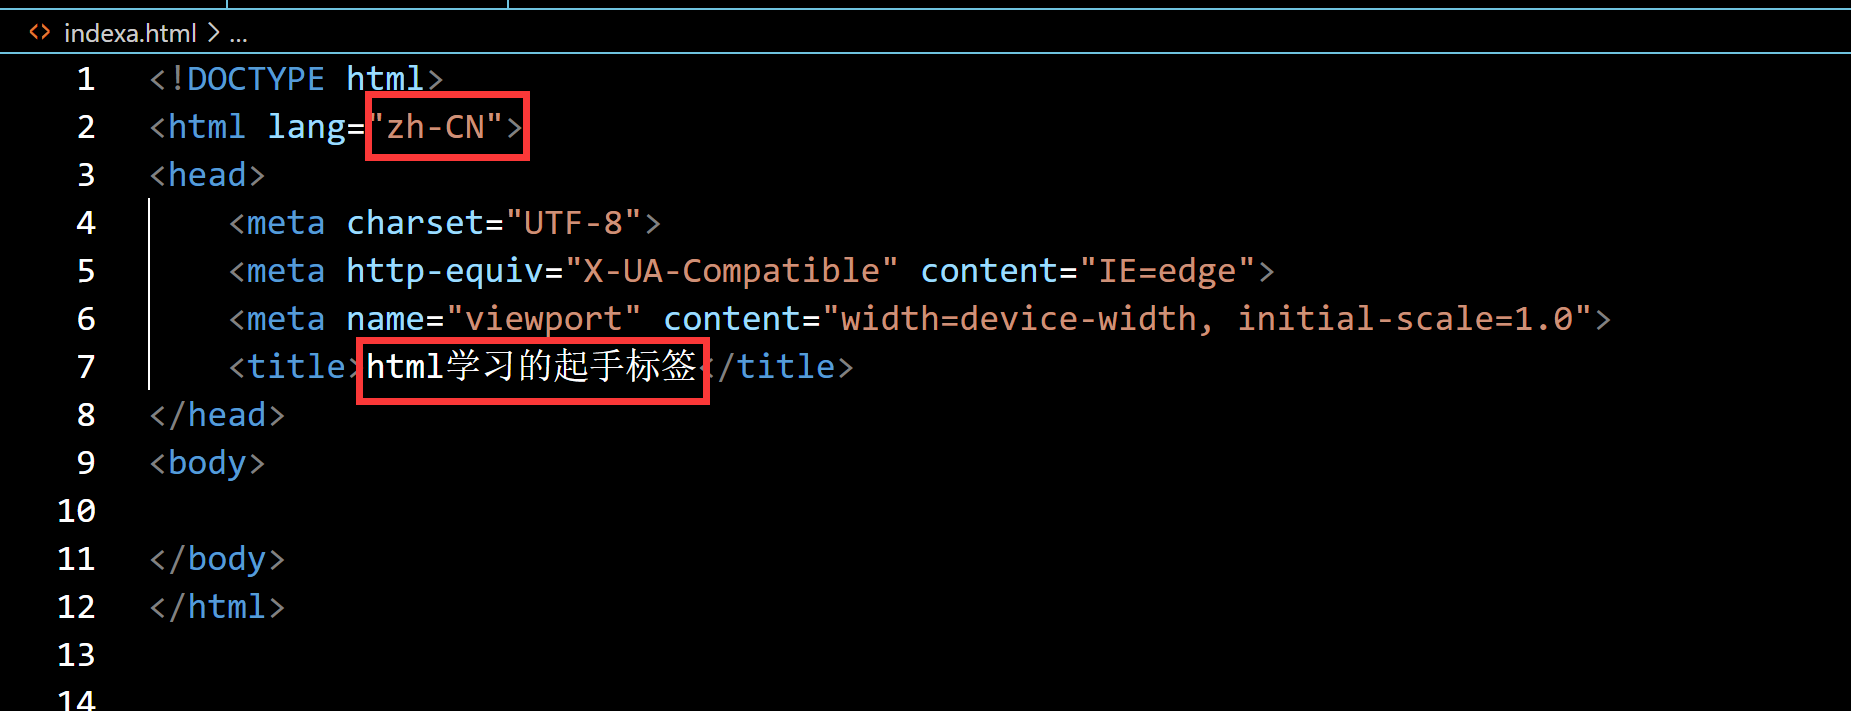 indexa.html > ...
1 <!DOCTYPE html>
2 <html lang="zh-CN">
3 <head>
4     <meta charset="UTF-8">
5     <meta http-equiv="X-UA-Compatible" content="IE=edge">
6     <meta name="viewport" content="width=device-width, initial-scale=1.0">
7     <title>html学习的起手标签</title>
8 </head>
9 <body>
10
11 </body>
12 </html>
13
14